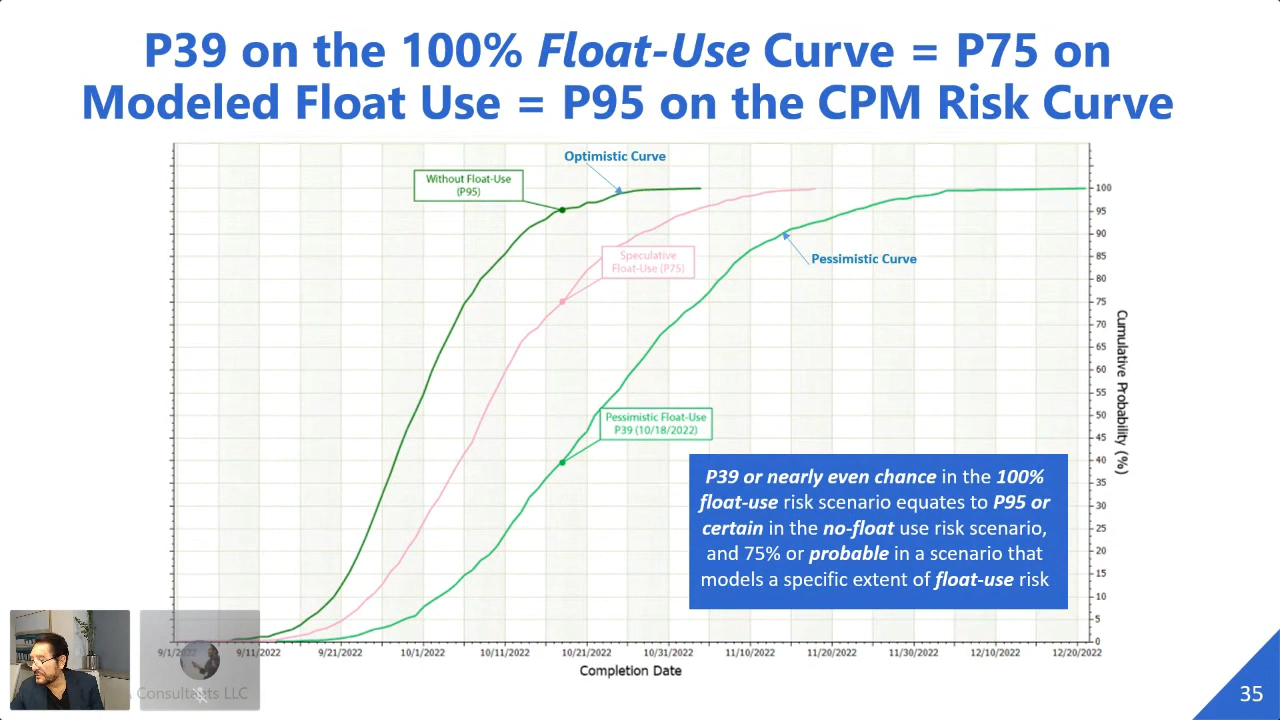 P39 on the 100% Float-Use Curve = P75 on
Modeled Float Use = P95 on the CPM Risk Curve
Optimistic Curve
Without Float-Use
(P95)
Speculative
Float-Use (P75)
Pessimistic Curve
Pessimistic Float-Use
P39 (10/18/2022)
100
95
90
85
80
75
70
65
60
55
50
45
40
35
30
25
20
15
10
5
0
Cumulative Probability (%)
P39 or nearly even chance in the 100%
float-use risk scenario equates to P95 or
certain in the no-float use risk scenario,
and 75% or probable in a scenario that
models a specific extent of float-use risk
9/1/2022 9/11/2022 9/21/2022 10/1/2022 10/11/2022 10/21/2022 10/31/2022 11/10/2022 11/20/2022 11/30/2022 12/10/2022 12/20/2022
Completion Date
Consultants LLC
35